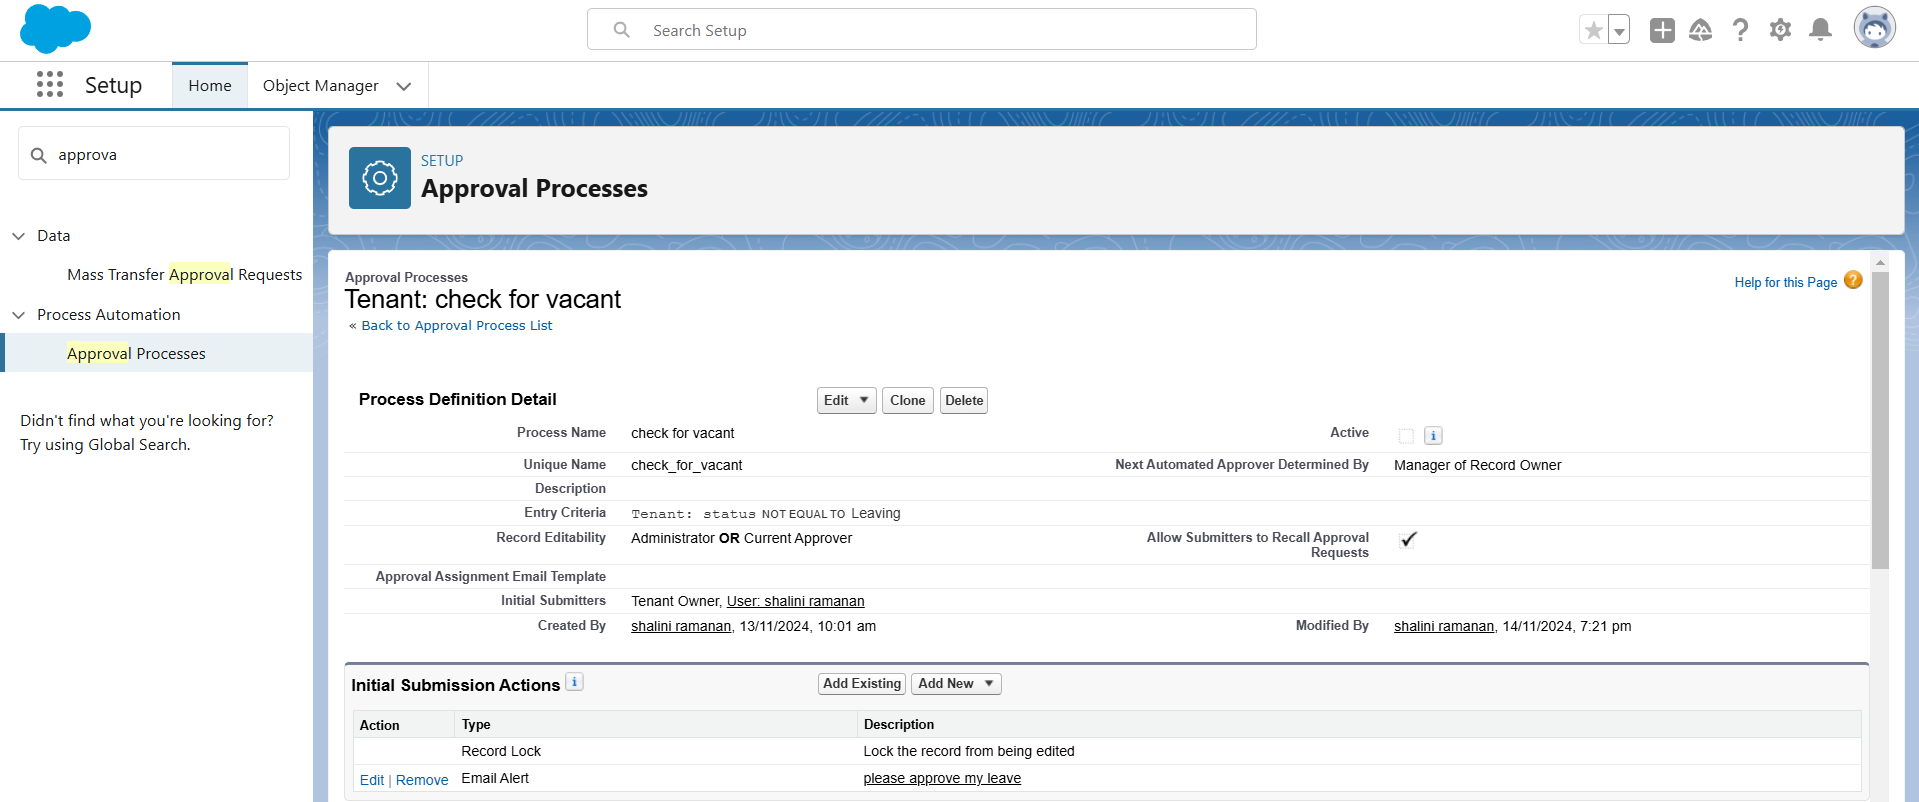 Search Setup
Setup
Home
Object Manager
approva
Data
Mass Transfer Approval Requests
Process Automation
Approval Processes
Didn't find what you're looking for?
Try using Global Search.
SETUP
Approval Processes
Approval Processes
Tenant: check for vacant
« Back to Approval Process List
Help for this Page ?
Process Definition Detail
Edit Clone Delete
Process Name check for vacant Active i
Unique Name check_for_vacant Next Automated Approver Determined By Manager of Record Owner
Description
Entry Criteria Tenant: status NOT EQUAL TO Leaving
Record Editability Administrator OR Current Approver Allow Submitters to Recall Approval
Requests
Approval Assignment Email Template
Initial Submitters Tenant Owner, User: shalini ramanan
Created By shalini ramanan, 13/11/2024, 10:01 am Modified By shalini ramanan, 14/11/2024, 7:21 pm
Initial Submission Actions i Add Existing Add New
Action Type Description
Record Lock Lock the record from being edited
Edit | Remove Email Alert please approve my leave